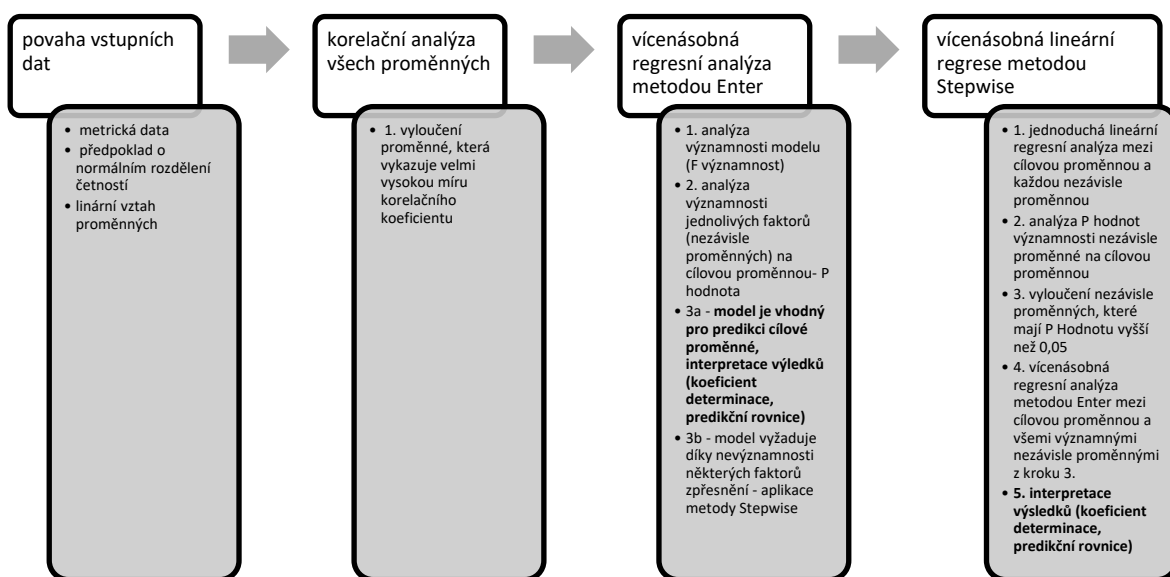 povaha vstupních
dat
• metrická data
• předpoklad o
normálním rozdělení
četností
• linární vztah
proměnných
korelační analýza
všech proměnných
• 1. vyloučení
proměnné, která
vykazuje velmi
vysokou míru
korelačního
koeficientu
vícenásobná
regresní analýza
metodou Enter
• 1. analýza
významnosti modelu
(F významnost)
• 2. analýza
významnosti
jednolivých faktorů
(nezávisle
proměnných) na
cílovou proměnnou- P
hodnota
• 3a - model je vhodný
pro predikci cílové
proměnné,
interpretace výledků
(koeficient
determinace,
predikční rovnice)
• 3b - model vyžaduje
díky nevýznamnosti
některých faktorů
zpřesnění - aplikace
metody Stepwise
vícenásobná lineární
regrese metodou
Stepwise
• 1. jednoduchá lineární
regresní analýza mezi
cílovou proměnnou a
každou nezávisle
proměnnou
• 2. analýza P hodnot
významnosti nezávisle
proměnné na cílovou
proměnnou
• 3. vyloučení nezávisle
proměnných, které
mají P Hodnotu vyšší
než 0,05
• 4. vícenásobná
regresní analýza
metodou Enter mezi
cílovou proměnnou a
všemi významnými
nezávisle proměnnými
z kroku 3.
• 5. interpretace
výsledků (koeficient
determinace,
predikční rovnice)